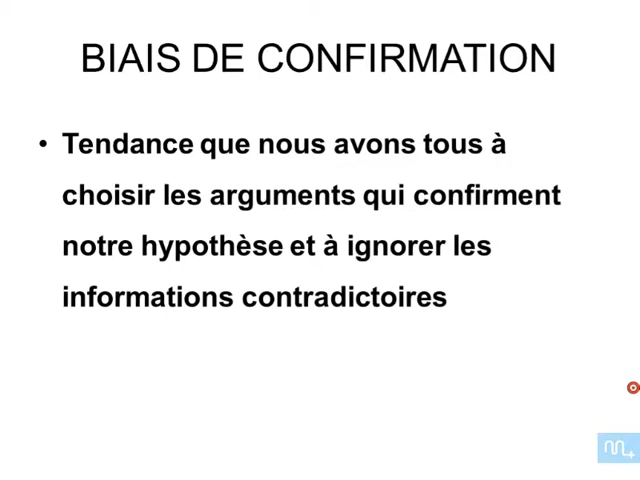 BIAIS DE CONFIRMATION
• Tendance que nous avons tous à
choisir les arguments qui confirment
notre hypothèse et à ignorer les
informations contradictoires